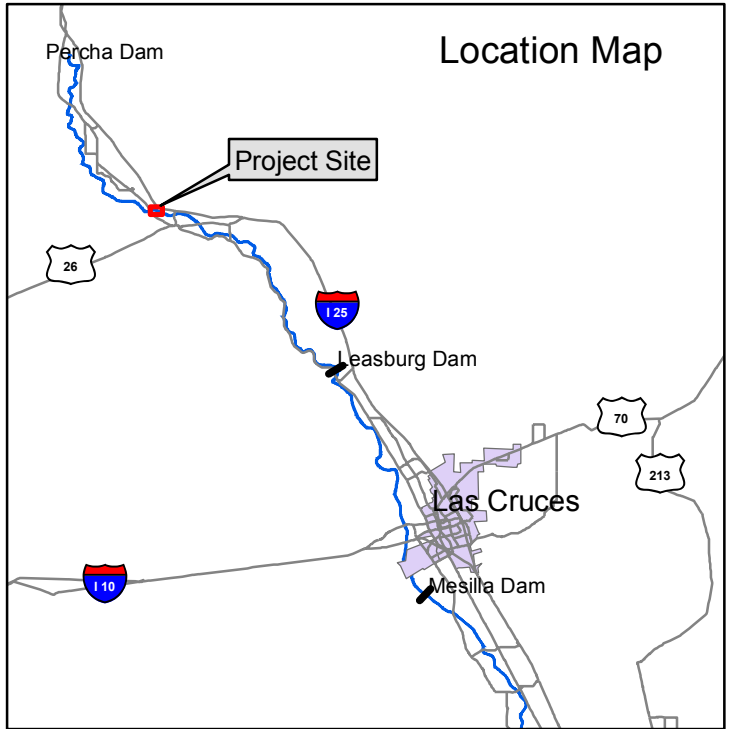 Location Map
Percha Dam
Project Site
26
I 25
Leasburg Dam
70
213
Las Cruces
I 10
Mesilla Dam